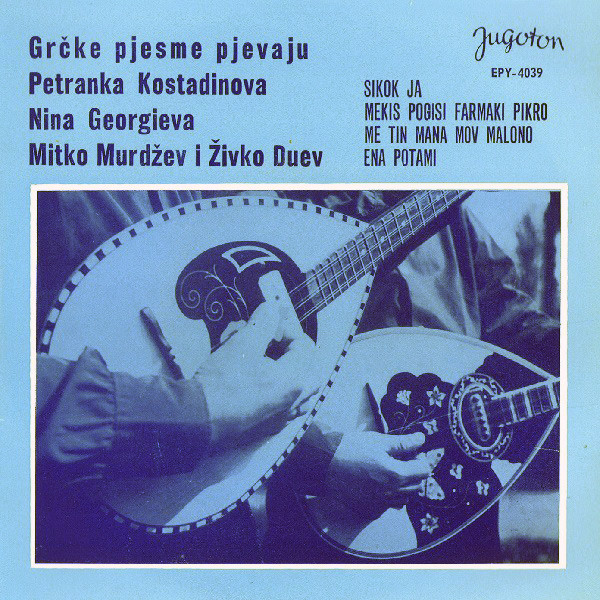 Grčke pjesme pjevaju
Petranka Kostadinova
Nina Georgieva
Mitko Murdžev i Živko Duev
Jugoton
EPY-4039
SIKOK JA
MEKIS POGISI FARMAKI PIKRO
ME TIN MANA MOV MALONO
ENA POTAMI